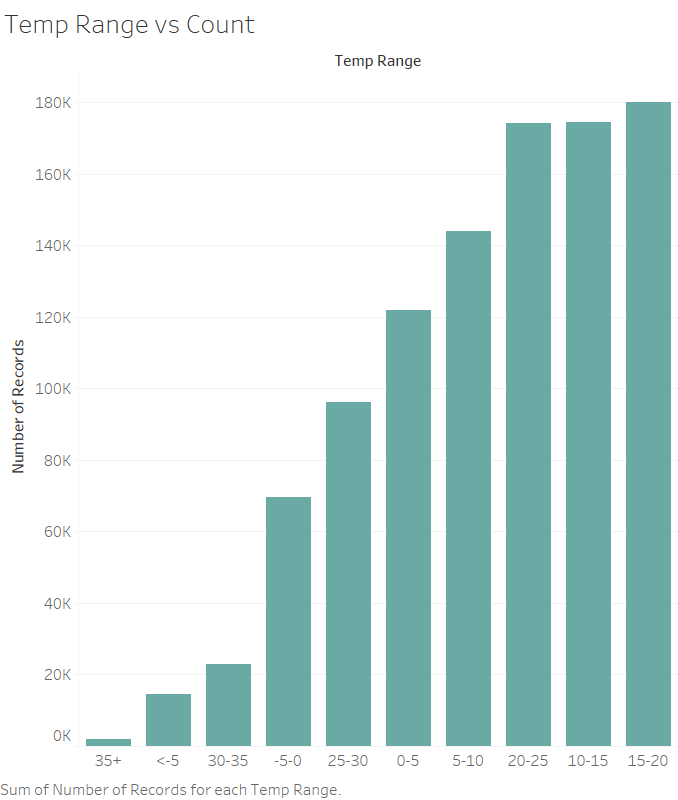 Temp Range vs Count
Temp Range
180K
160K
140K
120K
100K
80K
60K
40K
20K
0K
Number of Records
35+ <-5 30-35 -5-0 25-30 0-5 5-10 20-25 10-15 15-20
Sum of Number of Records for each Temp Range.